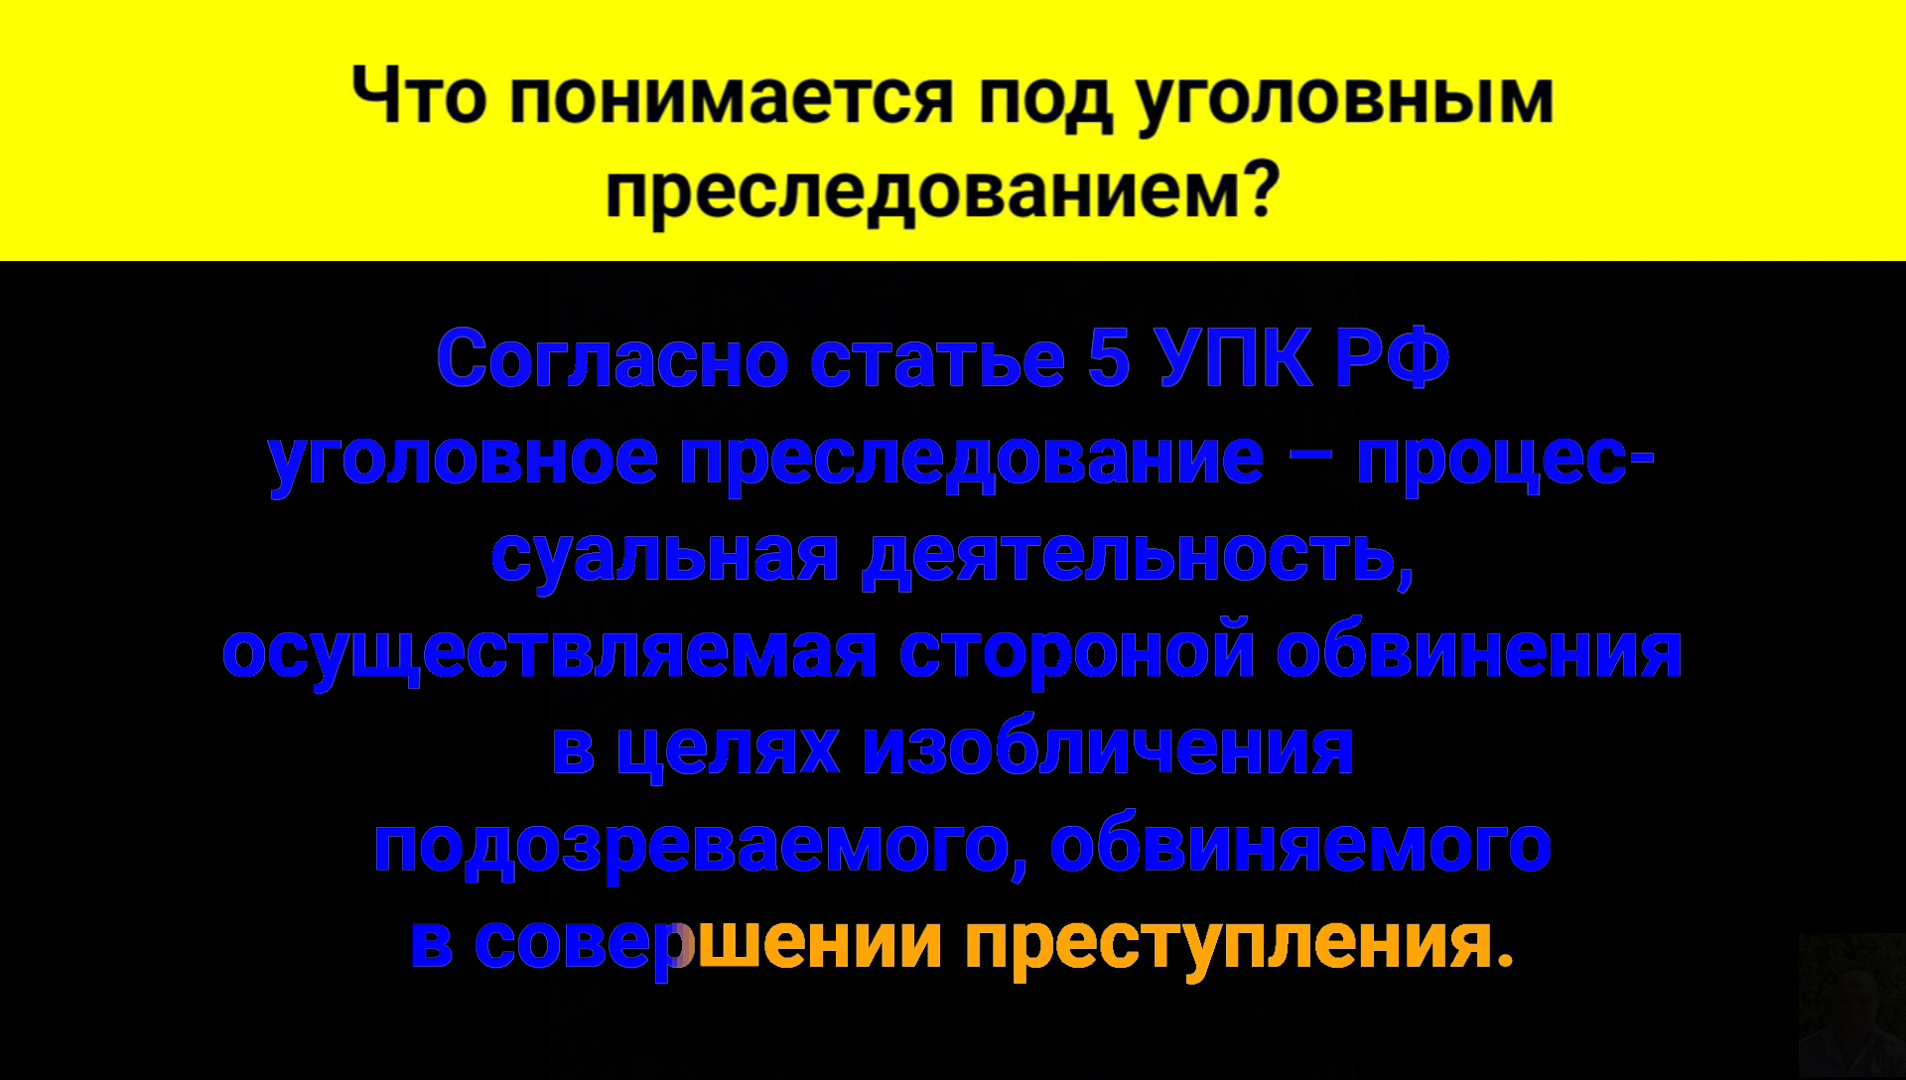 Что понимается под уголовным
преследованием?
Согласно статье 5 УПК РФ
уголовное преследование – процес-
суальная деятельность,
осуществляемая стороной обвинения
в целях изобличения
подозреваемого, обвиняемого
в совершении преступления.